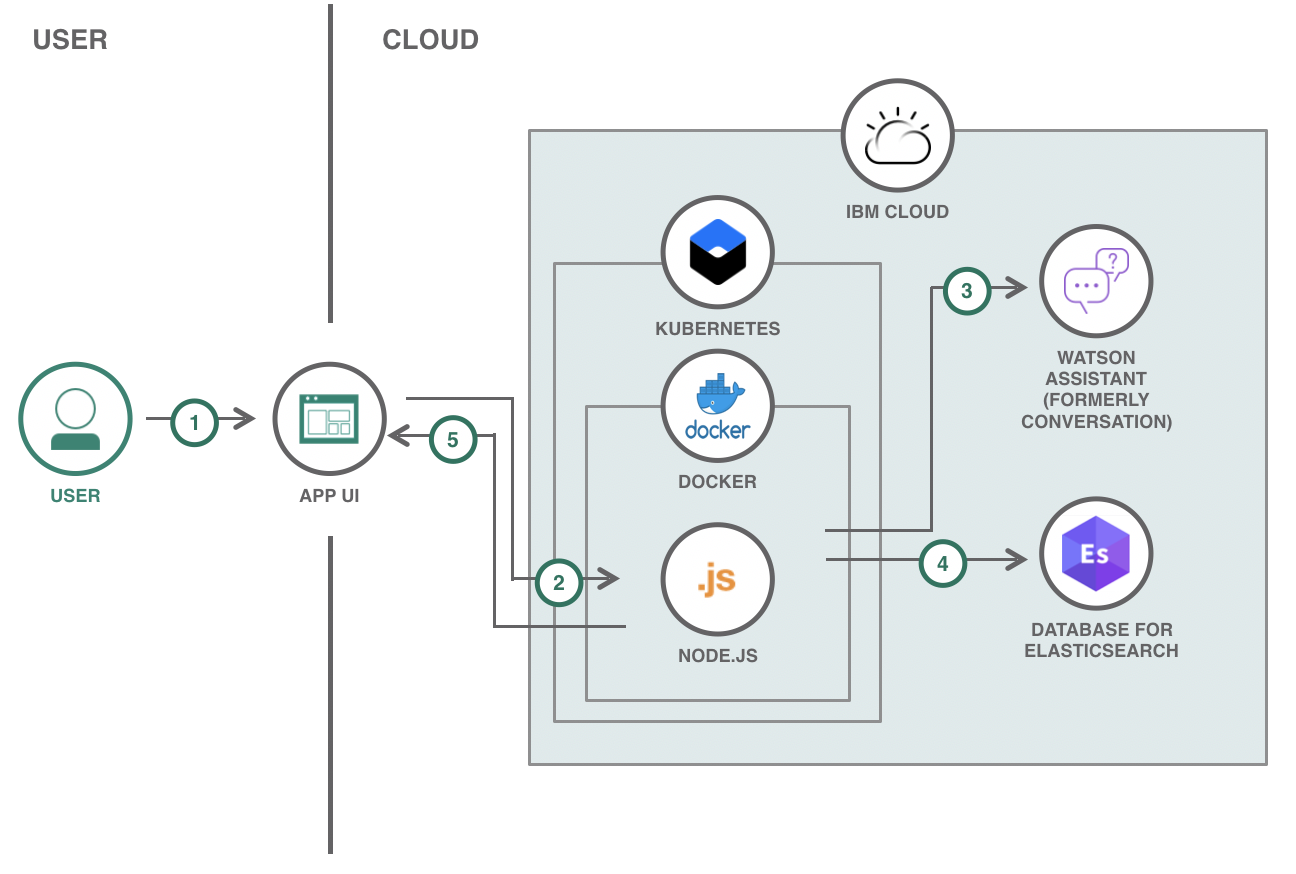 USER
CLOUD
IBM CLOUD
KUBERNETES
docker
DOCKER
.js
NODE.JS
USER
1
APP UI
5
2
3
?
WATSON
ASSISTANT
(FORMERLY
CONVERSATION)
4
Es
DATABASE FOR
ELASTICSEARCH